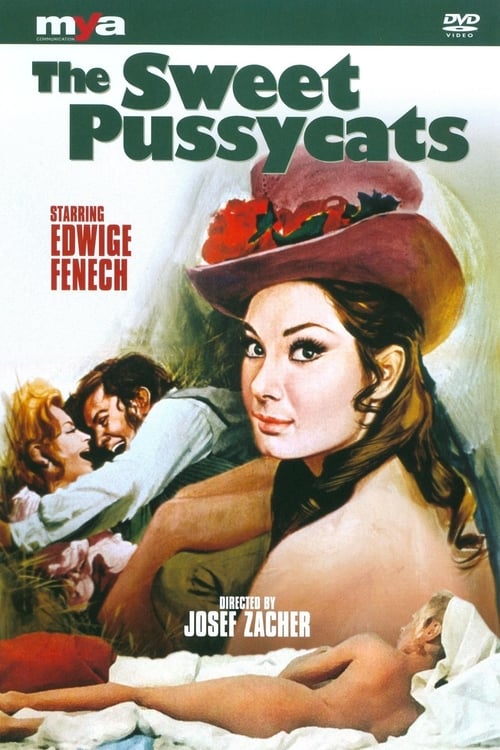 mya
COMMUNICATION
DVD
VIDEO
The Sweet
Pussycats
STARRING
EDWIGE
FENECH
DIRECTED BY
JOSEF ZACHER